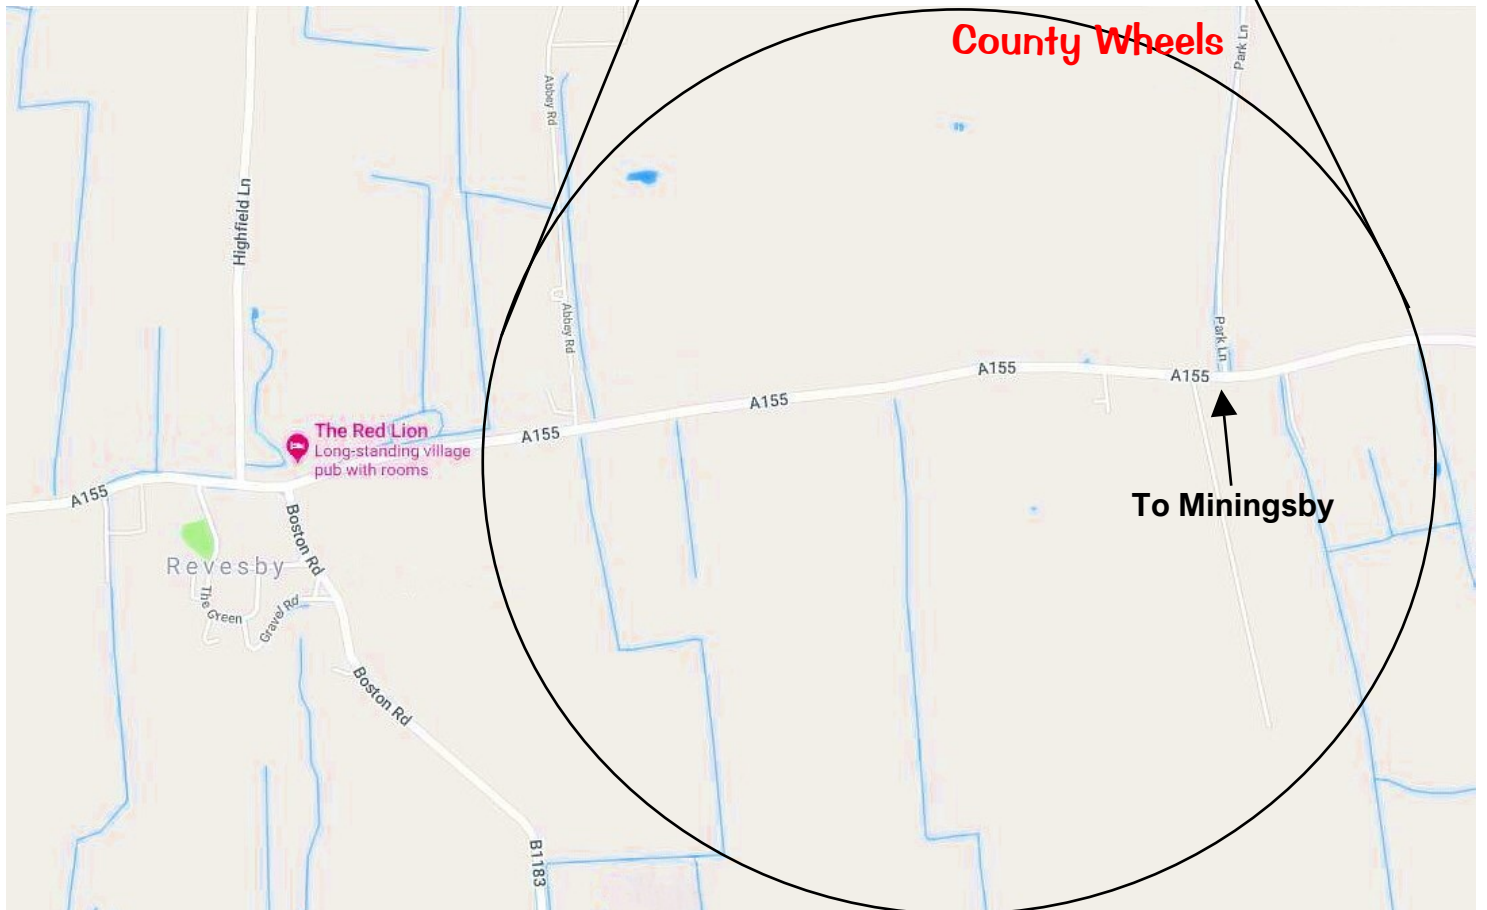 County Wheels
Park Ln
Abbey Rd
Highfield Ln
Abbey Rd
Park Ln
A155
A155
A155
A155
The Red Lion
Long-standing village
pub with rooms
A155
To Miningsby
Boston Rd
Revesby
The Green
Gravel Rd
Boston Rd
B1183